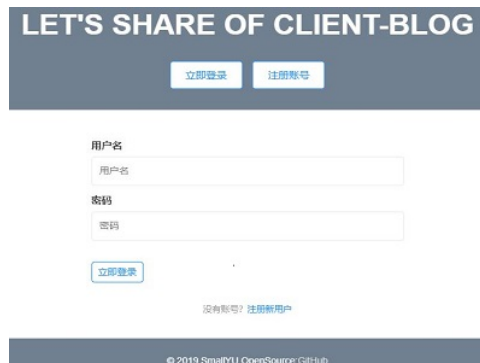 LET'S SHARE OF CLIENT-BLOG
立即登录 注册账号
用户名
用户名
密码
密码
立即登录
没有账号? 注册新用户
© 2019 SmallYU OpenSource:GitHub